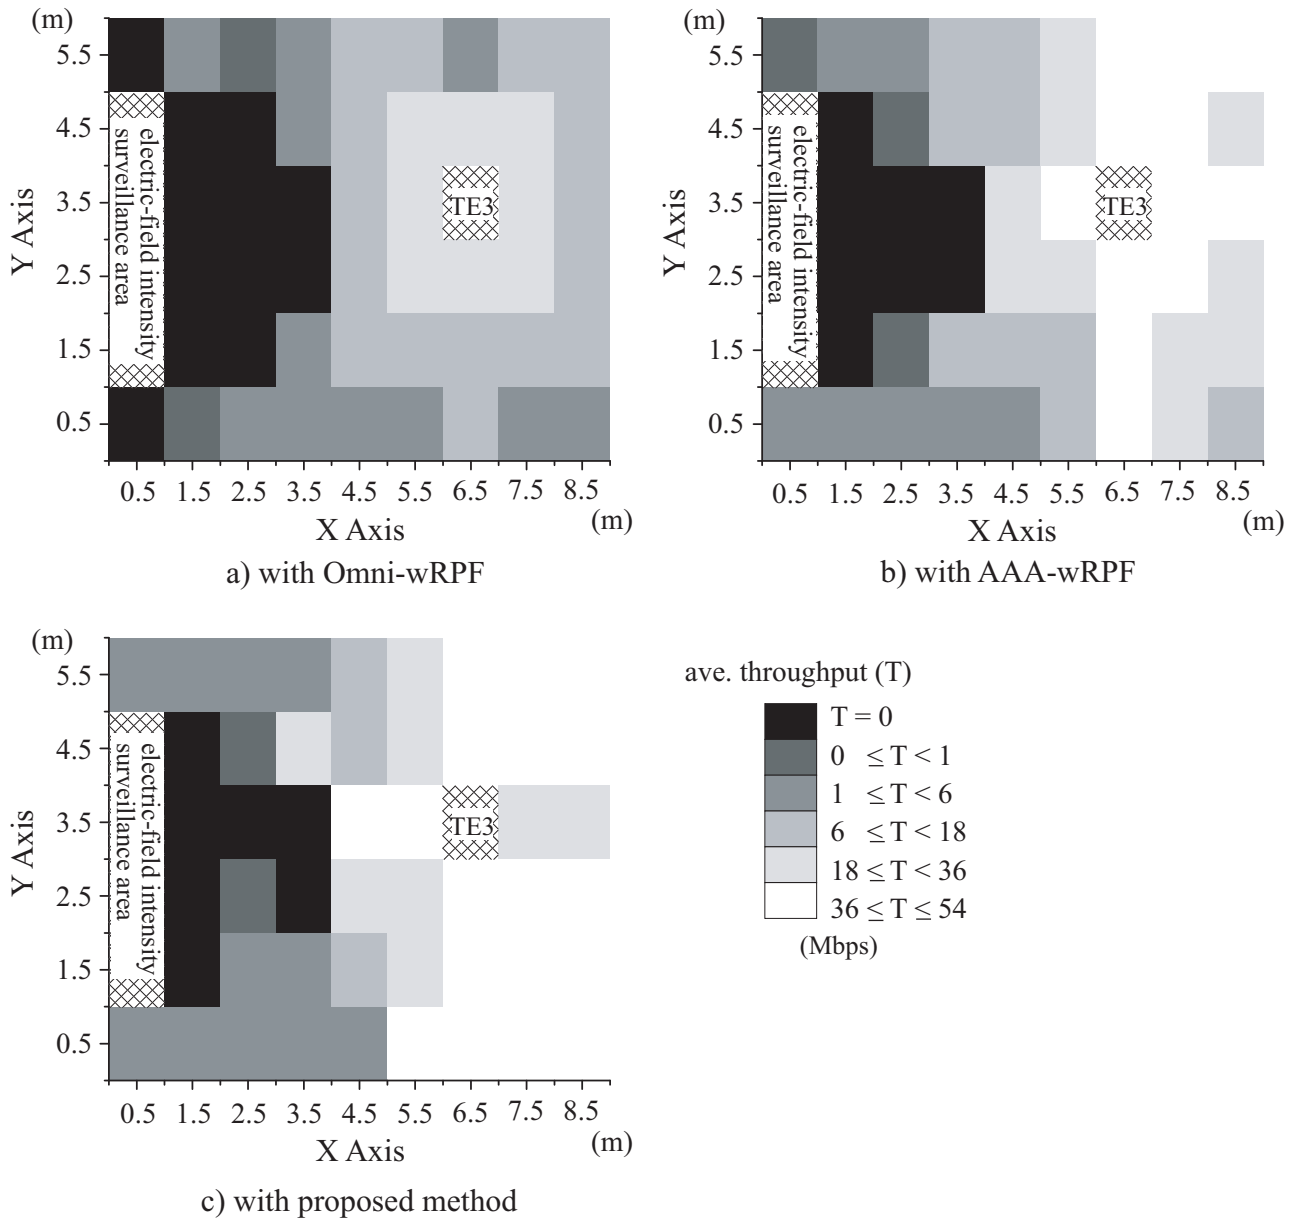 (m)
5.5
4.5
3.5
2.5
1.5
0.5
Y Axis
electric-field intensity
surveillance area
TE3
0.5 1.5 2.5 3.5 4.5 5.5 6.5 7.5 8.5
X Axis
(m)
a) with Omni-wRPF
(m)
5.5
4.5
3.5
2.5
1.5
0.5
Y Axis
electric-field intensity
surveillance area
TE3
0.5 1.5 2.5 3.5 4.5 5.5 6.5 7.5 8.5
X Axis
(m)
b) with AAA-wRPF
(m)
5.5
4.5
3.5
2.5
1.5
0.5
Y Axis
electric-field intensity
surveillance area
TE3
0.5 1.5 2.5 3.5 4.5 5.5 6.5 7.5 8.5
X Axis
(m)
c) with proposed method
ave. throughput (T)
T = 0
0 ≤ T < 1
1 ≤ T < 6
6 ≤ T < 18
18 ≤ T < 36
36 ≤ T ≤ 54
(Mbps)